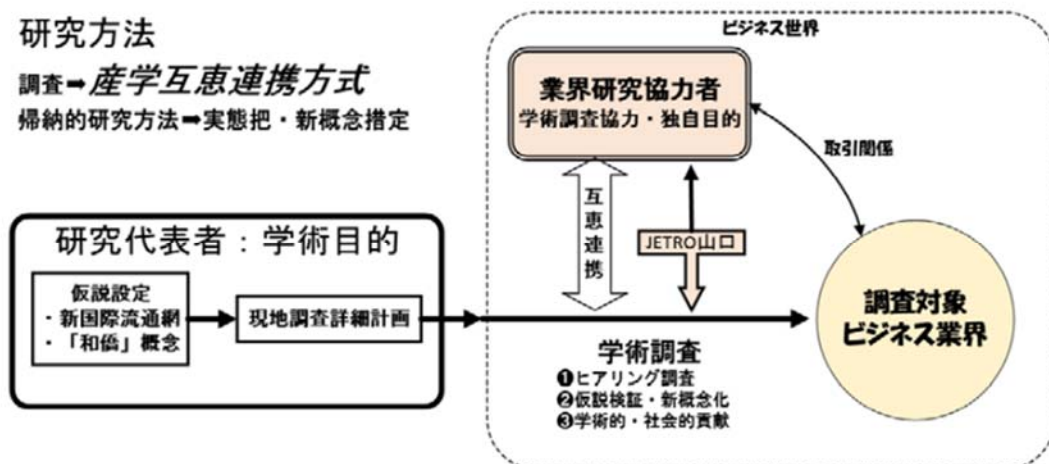 研究方法
調査➡産学互恵連携方式
帰納的研究方法➡実態把・新概念措定
ビジネス世界
業界研究協力者
学術調査協力・独自目的
取引関係
互恵連携
JETRO山口
研究代表者：学術目的
仮説設定
・新国際流通網
・「和僑」概念
現地調査詳細計画
調査対象
ビジネス業界
学術調査
❶ヒアリング調査
❷仮説検証・新概念化
❸学術的・社会的貢献